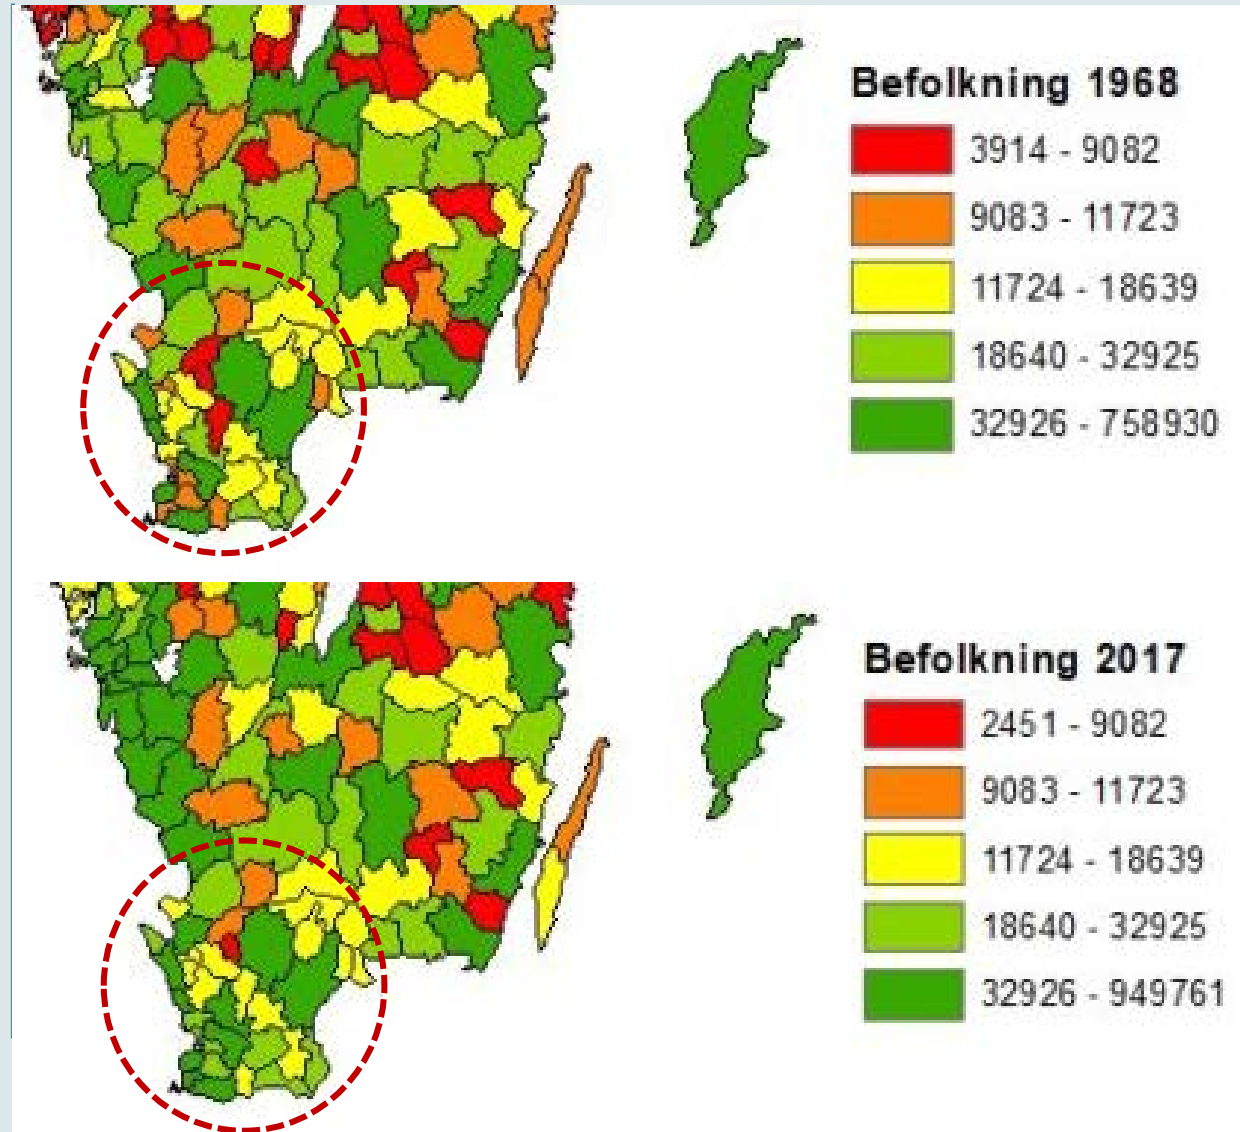 Befolkning 1968
3914 - 9082
9083 - 11723
11724 - 18639
18640 - 32925
32926 - 758930
Befolkning 2017
2451 - 9082
9083 - 11723
11724 - 18639
18640 - 32925
32926 - 949761